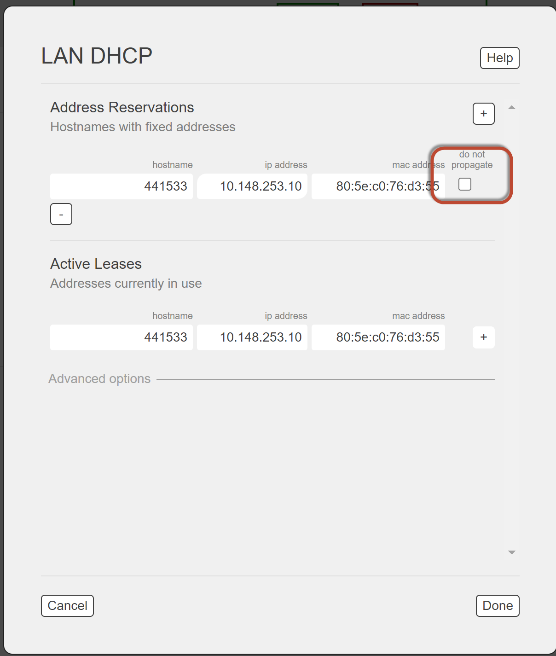 LAN DHCP
Help
Address Reservations
+
Hostnames with fixed addresses
hostname
ip address
mac address
do not
propagate
441533
10.148.253.10
80:5e:c0:76:d3:55
-
Active Leases
Addresses currently in use
hostname
ip address
mac address
441533
10.148.253.10
80:5e:c0:76:d3:55
+
Advanced options
Cancel
Done